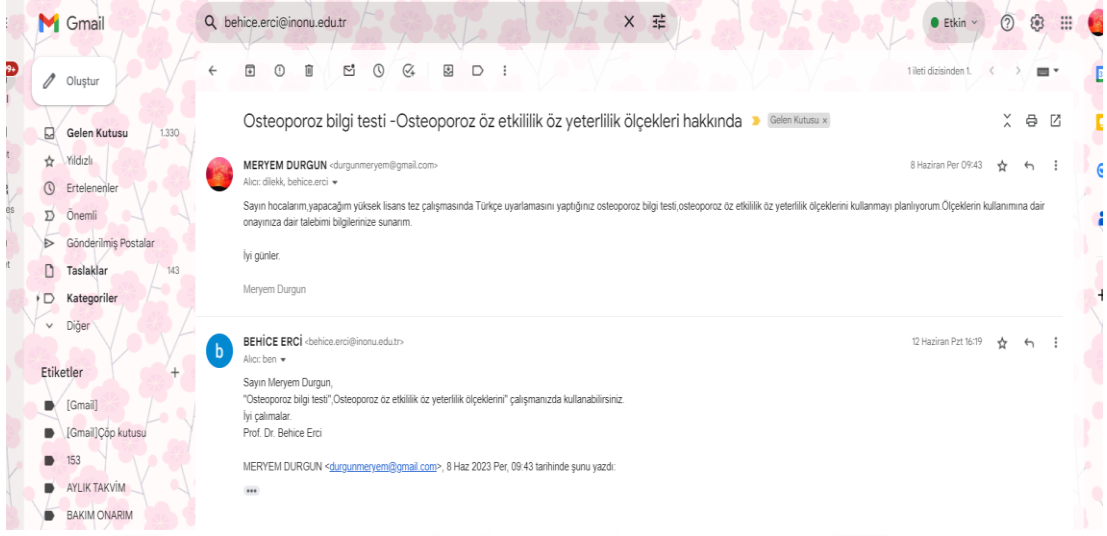 Gmail
behice.erci@inonu.edu.tr
Etkin
Oluştur
1 ileti dizisinden 1.
Gelen Kutusu 1.330
Yıldızlı
Ertelenenler
Önemli
Gönderilmiş Postalar
Taslaklar 143
Kategoriler
Diğer
Etiketler +
[Gmail]
[Gmail]Çöp kutusu
153
AYLIK TAKVİM
BAKIM ONARIM
Osteoporoz bilgi testi -Osteoporoz öz etkililik öz yeterlilik ölçekleri hakkında Gelen Kutusu x
MERYEM DURGUN <durgunmeryem@gmail.com> 8 Haziran Per 09:43
Alıcı: dilekk, behice.erci
Sayın hocalarım,yapacağım yüksek lisans tez çalışmasında Türkçe uyarlamasını yaptığınız osteoporoz bilgi testi,osteoporoz öz etkililik öz yeterlilik ölçeklerini kullanmayı planlıyorum.Ölçeklerin kullanımına dair
onayınıza dair talebimi bilgilerinize sunarım.
İyi günler.
Meryem Durgun
b
BEHİCE ERCİ <behice.erci@inonu.edu.tr> 12 Haziran Pzt 16:19
Alıcı: ben
Sayın Meryem Durgun,
"Osteoporoz bilgi testi",Osteoporoz öz etkililik öz yeterlilik ölçeklerini" çalışmanızda kullanabilirsiniz.
İyi çalımalar.
Prof. Dr. Behice Erci
MERYEM DURGUN <durgunmeryem@gmail.com>, 8 Haz 2023 Per, 09:43 tarihinde şunu yazdı: